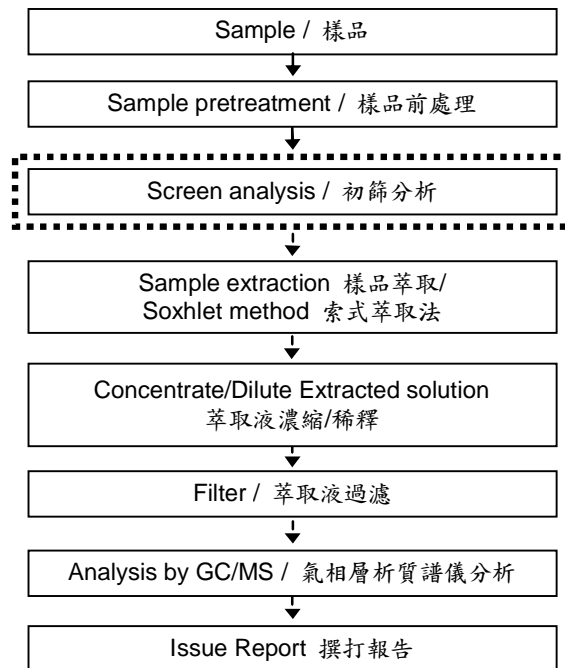 Sample / 樣品
Sample pretreatment / 樣品前處理
Screen analysis / 初篩分析
Sample extraction 樣品萃取/
Soxhlet method 索式萃取法
Concentrate/Dilute Extracted solution
萃取液濃縮/稀釋
Filter / 萃取液過濾
Analysis by GC/MS / 氣相層析質譜儀分析
Issue Report 撰打報告